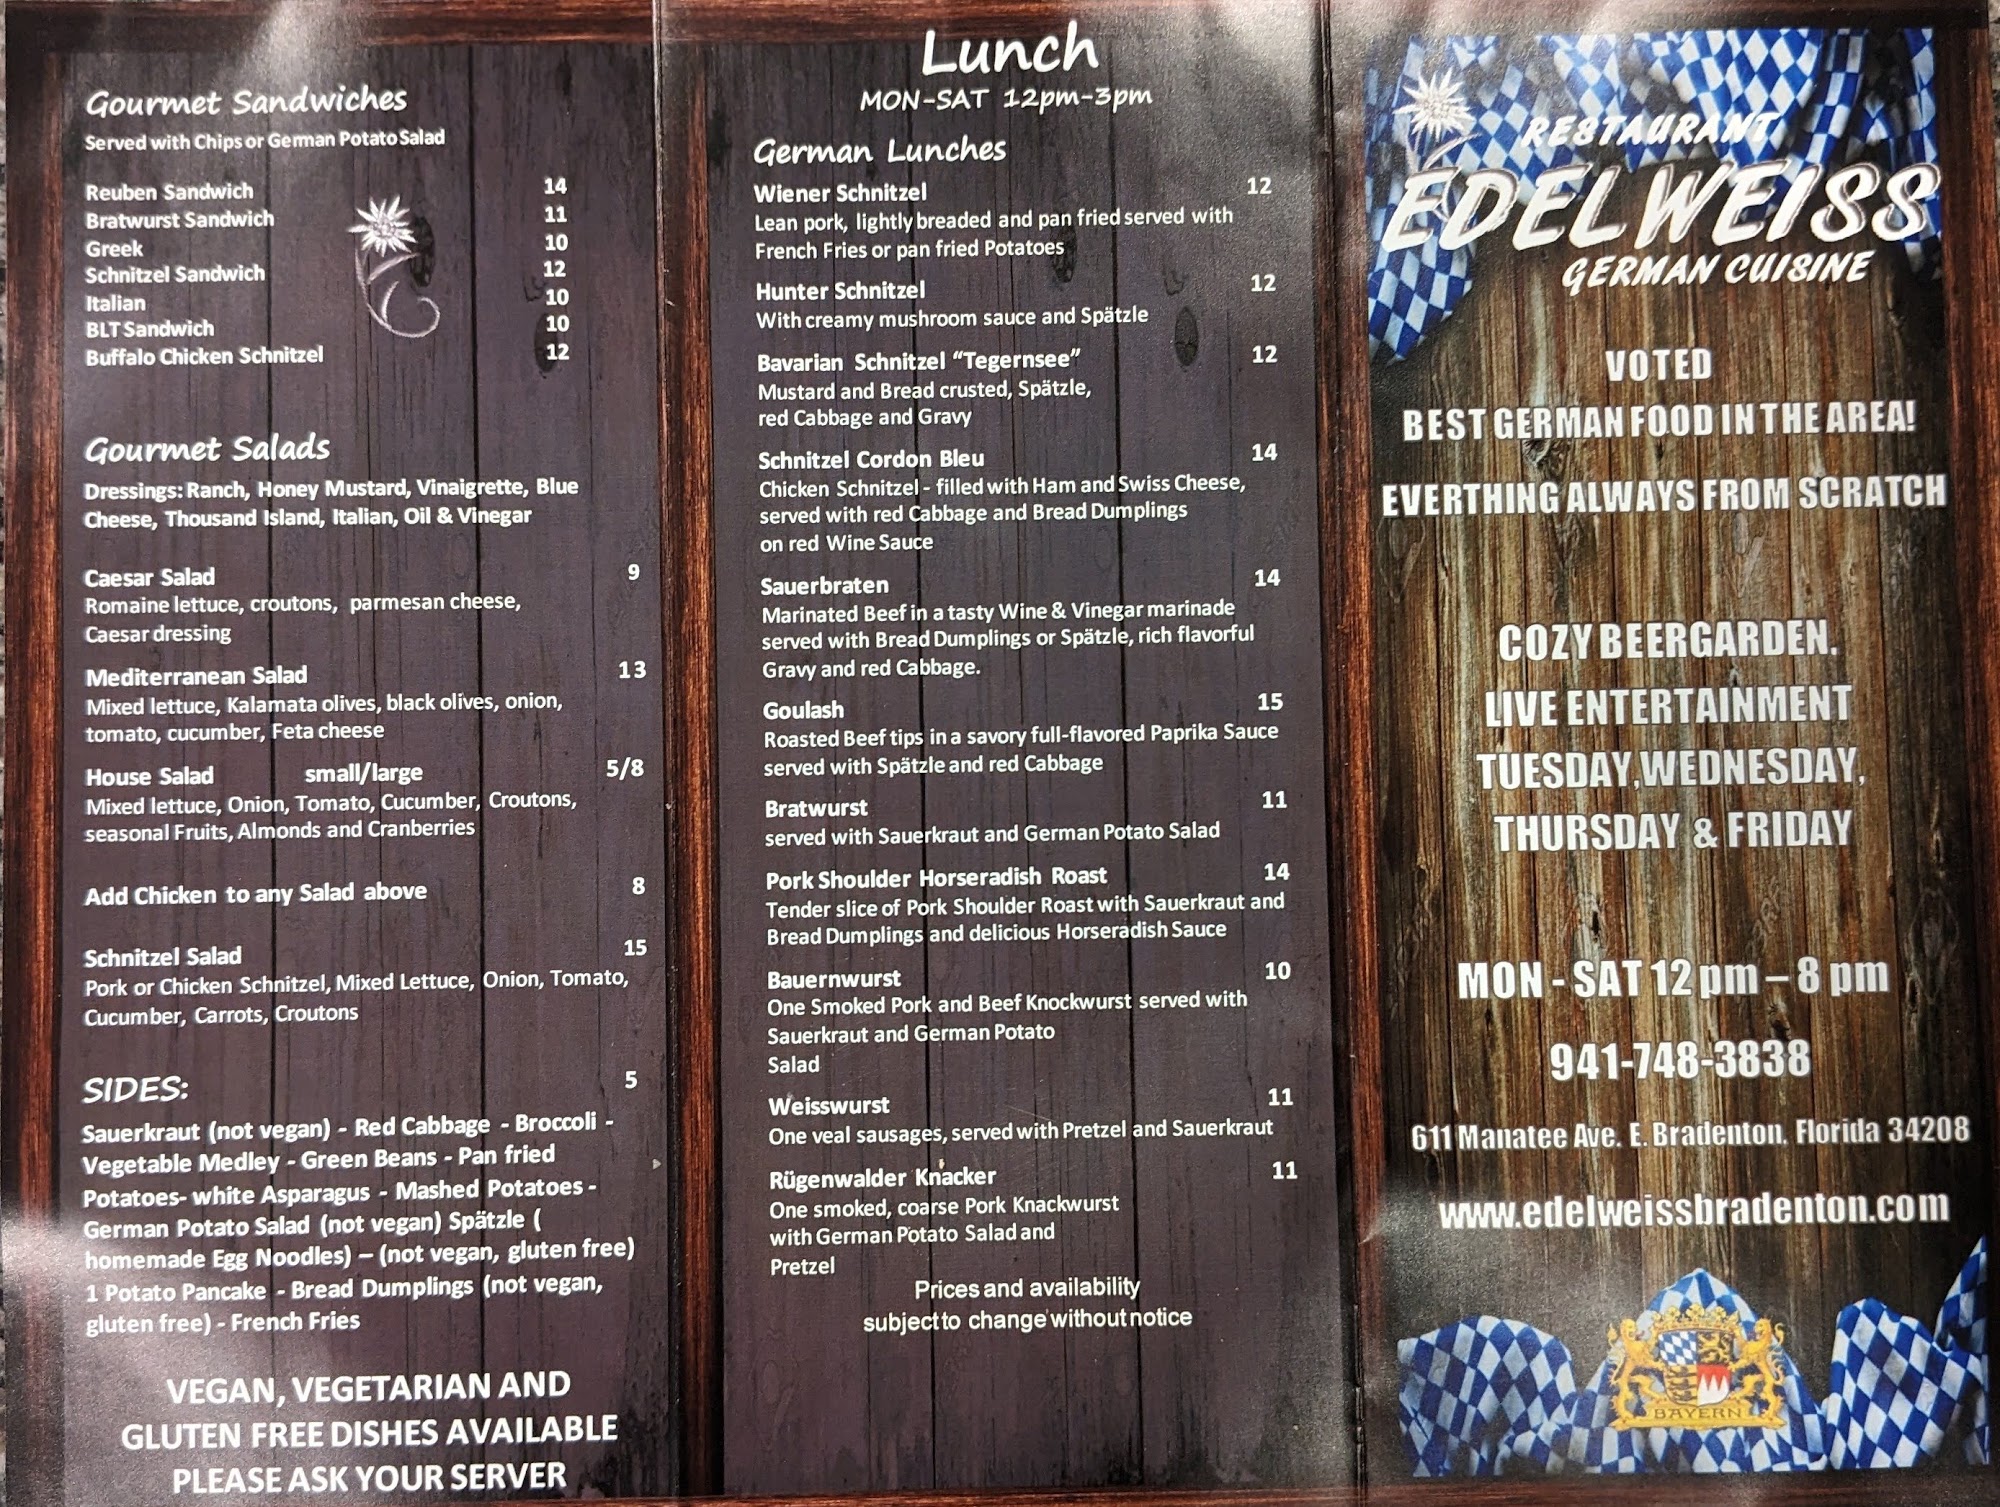 Gourmet Sandwiches
Served with Chips or German Potato Salad
Reuben Sandwich 14
Bratwurst Sandwich 11
Greek 10
Schnitzel Sandwich 12
Italian 10
BLT Sandwich 10
Buffalo Chicken Schnitzel 12
Gourmet Salads
Dressings: Ranch, Honey Mustard, Vinaigrette, Blue
Cheese, Thousand Island, Italian, Oil & Vinegar
Caesar Salad 9
Romaine lettuce, croutons, parmesan cheese,
Caesar dressing
Mediterranean Salad 13
Mixed lettuce, Kalamata olives, black olives, onion,
tomato, cucumber, Feta cheese
House Salad small/large 5/8
Mixed lettuce, Onion, Tomato, Cucumber, Croutons,
seasonal Fruits, Almonds and Cranberries
Add Chicken to any Salad above 8
Schnitzel Salad 15
Pork or Chicken Schnitzel, Mixed Lettuce, Onion, Tomato,
Cucumber, Carrots, Croutons
SIDES: 5
Sauerkraut (not vegan) - Red Cabbage - Broccoli -
Vegetable Medley - Green Beans - Pan fried
Potatoes- white Asparagus - Mashed Potatoes -
German Potato Salad (not vegan) Spätzle (
homemade Egg Noodles) – (not vegan, gluten free)
1 Potato Pancake - Bread Dumplings (not vegan,
gluten free) - French Fries
VEGAN, VEGETARIAN AND
GLUTEN FREE DISHES AVAILABLE
PLEASE ASK YOUR SERVER
Lunch
MON-SAT 12pm-3pm
German Lunches
Wiener Schnitzel 12
Lean pork, lightly breaded and pan fried served with
French Fries or pan fried Potatoes
Hunter Schnitzel 12
With creamy mushroom sauce and Spätzle
Bavarian Schnitzel “Tegernsee” 12
Mustard and Bread crusted, Spätzle,
red Cabbage and Gravy
Schnitzel Cordon Bleu 14
Chicken Schnitzel - filled with Ham and Swiss Cheese,
served with red Cabbage and Bread Dumplings
on red Wine Sauce
Sauerbraten 14
Marinated Beef in a tasty Wine & Vinegar marinade
served with Bread Dumplings or Spätzle, rich flavorful
Gravy and red Cabbage.
Goulash 15
Roasted Beef tips in a savory full-flavored Paprika Sauce
served with Spätzle and red Cabbage
Bratwurst 11
served with Sauerkraut and German Potato Salad
Pork Shoulder Horseradish Roast 14
Tender slice of Pork Shoulder Roast with Sauerkraut and
Bread Dumplings and delicious Horseradish Sauce
Bauernwurst 10
One Smoked Pork and Beef Knockwurst served with
Sauerkraut and German Potato
Salad
Weisswurst 11
One veal sausages, served with Pretzel and Sauerkraut
Rügenwalder Knacker 11
One smoked, coarse Pork Knackwurst
with German Potato Salad and
Pretzel
Prices and availability
subject to change without notice
RESTAURANT
EDELWEISS
GERMAN CUISINE
VOTED
BEST GERMAN FOOD IN THE AREA!
EVERTHING ALWAYS FROM SCRATCH
COZY BEERGARDEN,
LIVE ENTERTAINMENT
TUESDAY, WEDNESDAY,
THURSDAY & FRIDAY
MON - SAT 12 pm – 8 pm
941-748-3838
611 Manatee Ave. E. Bradenton, Florida 34208
www.edelweissbradenton.com
BAYERN